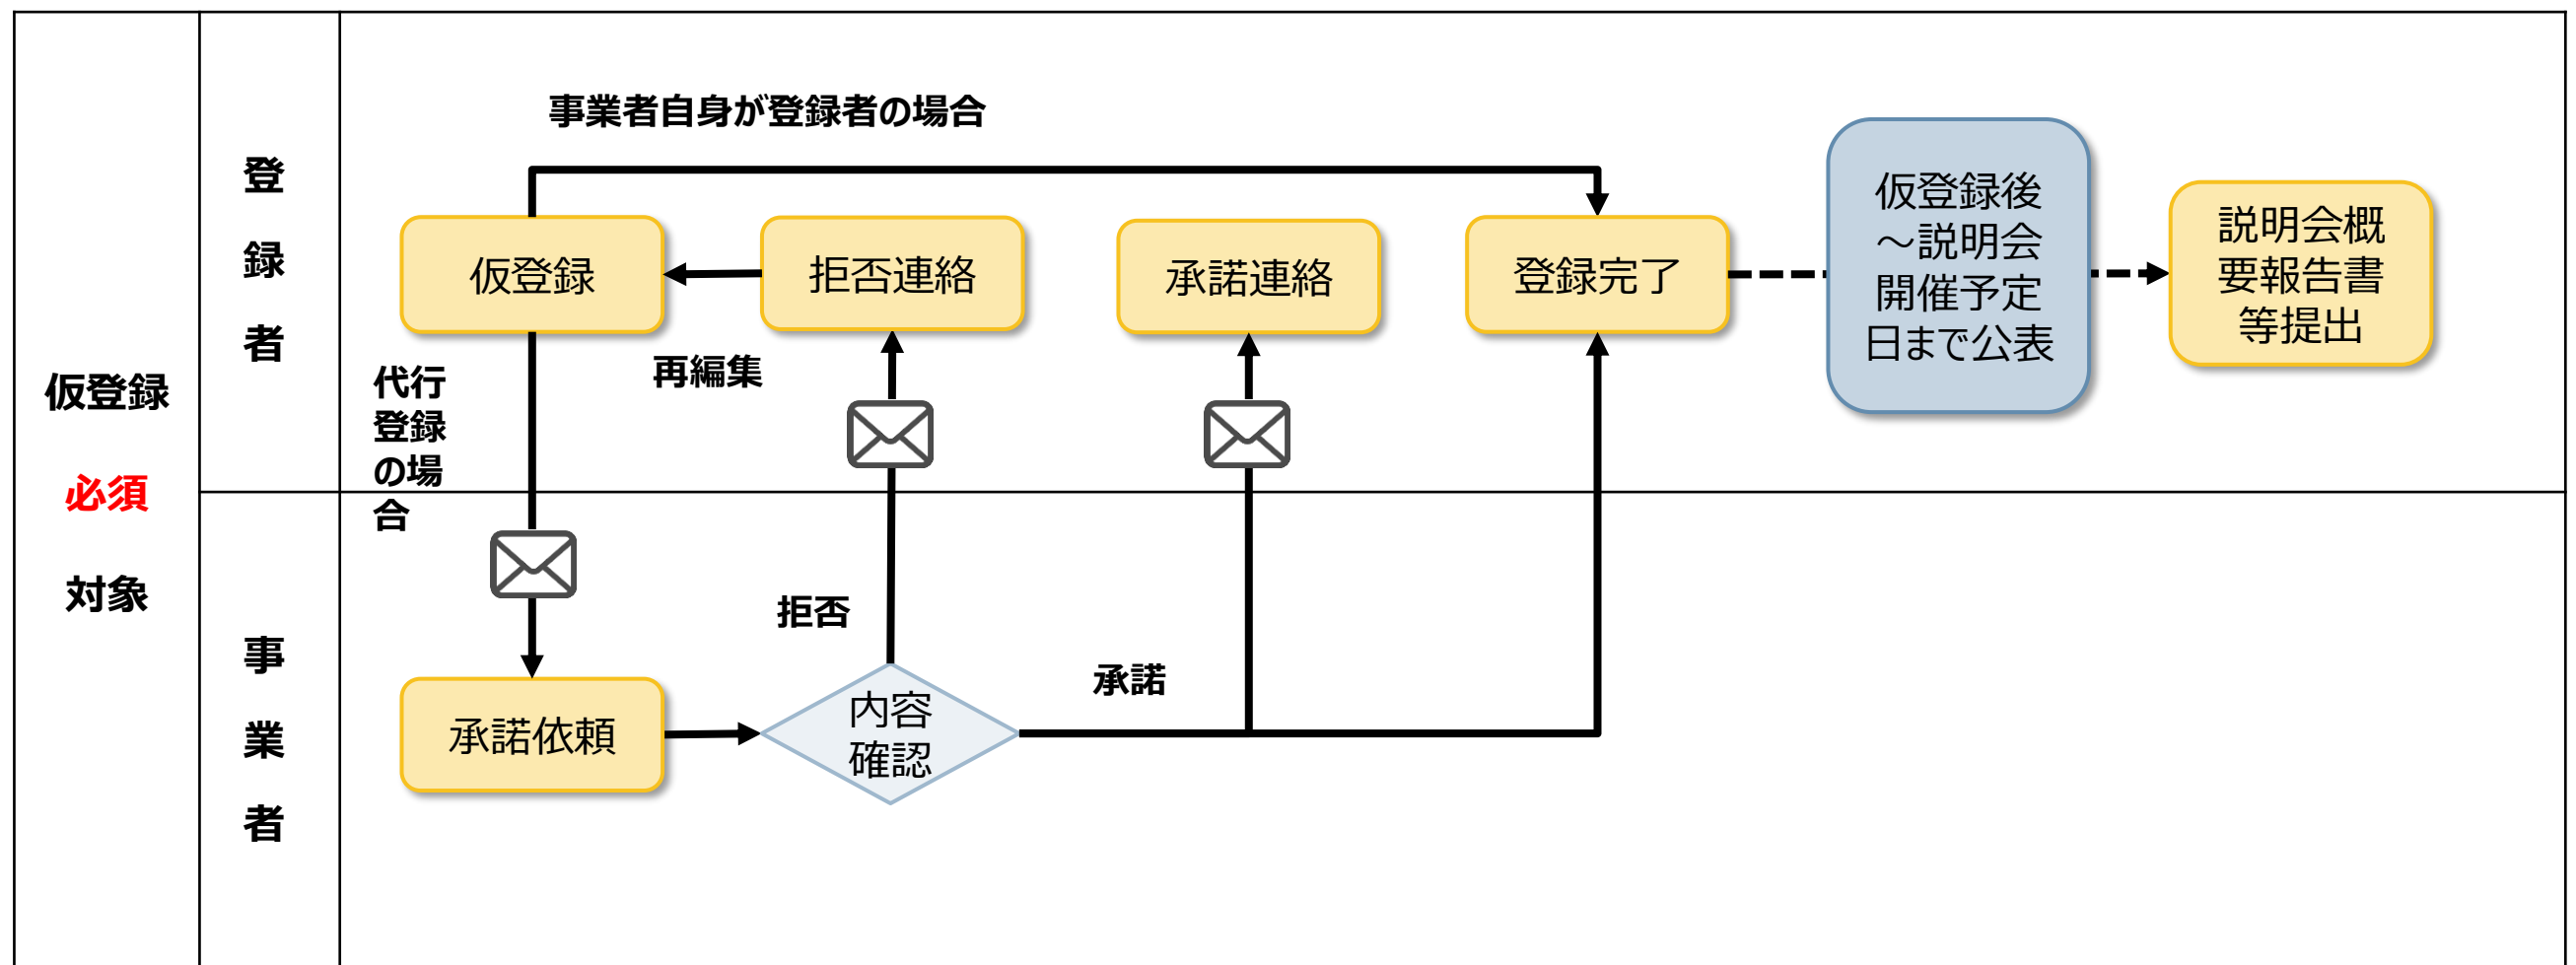 仮登録
必須
対象
登
録
者
事業者自身が登録者の場合
仮登録
拒否連絡
承諾連絡
登録完了
仮登録後
～説明会
開催予定
日まで公表
説明会概
要報告書
等提出
代行
登録
の場
合
再編集
事
業
者
拒否
承諾
承諾依頼
内容
確認